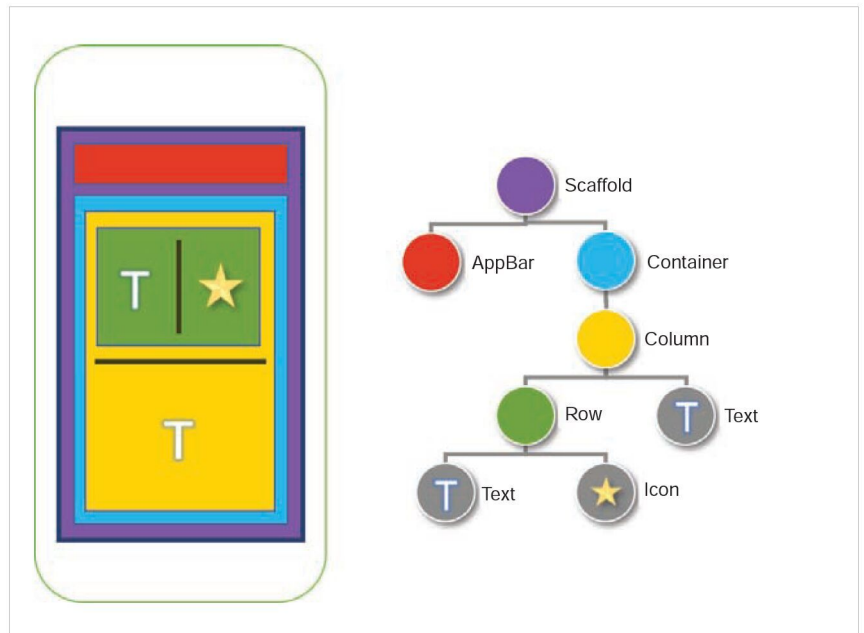 Scaffold
AppBar
Container
Column
T
T
Row
T
Text
T
Text
Icon